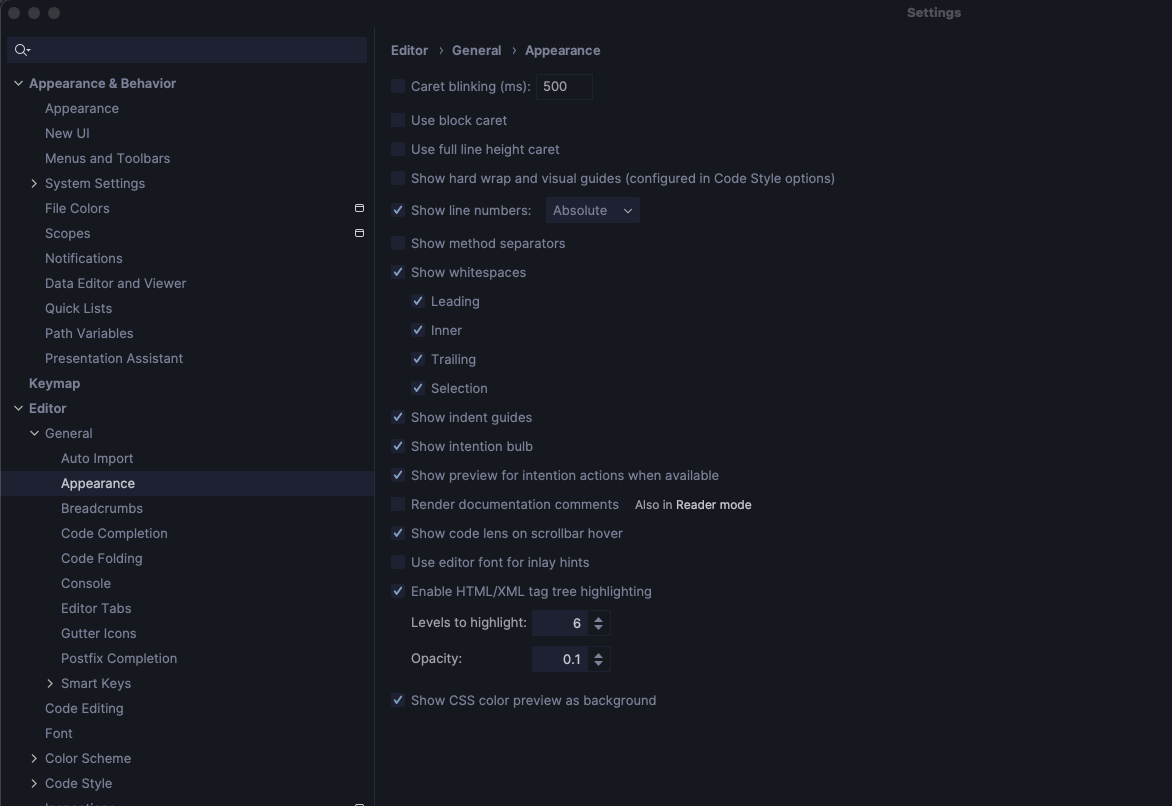 Settings
Appearance & Behavior
Appearance
New UI
Menus and Toolbars
System Settings
File Colors
Scopes
Notifications
Data Editor and Viewer
Quick Lists
Path Variables
Presentation Assistant
Keymap
Editor
General
Auto Import
Appearance
Breadcrumbs
Code Completion
Code Folding
Console
Editor Tabs
Gutter Icons
Postfix Completion
Smart Keys
Code Editing
Font
Color Scheme
Code Style
Editor › General › Appearance
Caret blinking (ms): 500
Use block caret
Use full line height caret
Show hard wrap and visual guides (configured in Code Style options)
Show line numbers: Absolute
Show method separators
Show whitespaces
Leading
Inner
Trailing
Selection
Show indent guides
Show intention bulb
Show preview for intention actions when available
Render documentation comments Also in Reader mode
Show code lens on scrollbar hover
Use editor font for inlay hints
Enable HTML/XML tag tree highlighting
Levels to highlight: 6
Opacity: 0.1
Show CSS color preview as background